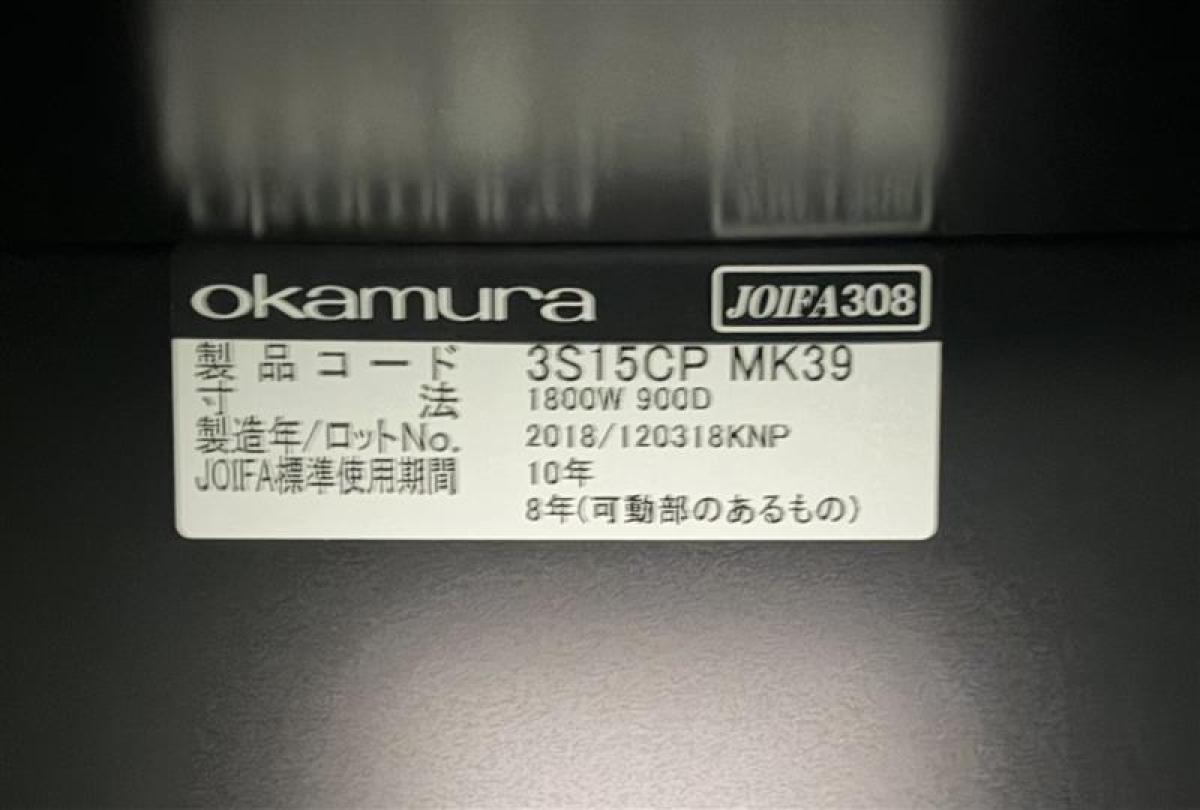 okamura JOIFA308
製品コード 3S15CP MK39
寸法 1800W 900D
製造年/ロットNo. 2018/120318KNP
JOIFA標準使用期間 10年
8年(可動部のあるもの)